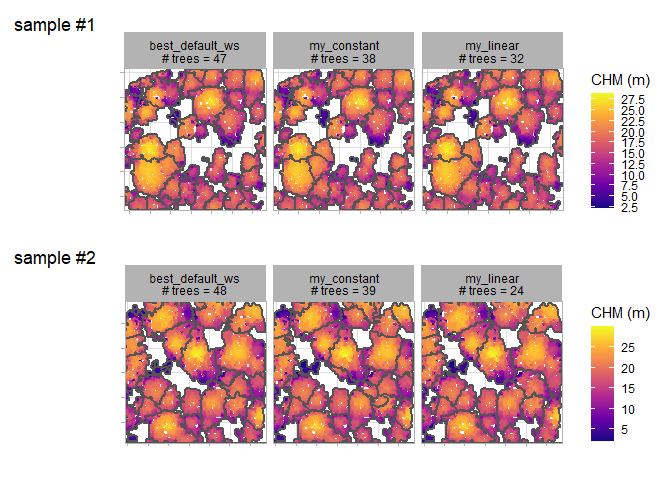 sample #1
best_default_ws
# trees = 47
my_constant
# trees = 38
my_linear
# trees = 32
CHM (m)
27.5
25.0
22.5
20.0
17.5
15.0
12.5
10.0
7.5
5.0
2.5
sample #2
best_default_ws
# trees = 48
my_constant
# trees = 39
my_linear
# trees = 24
CHM (m)
25
20
15
10
5